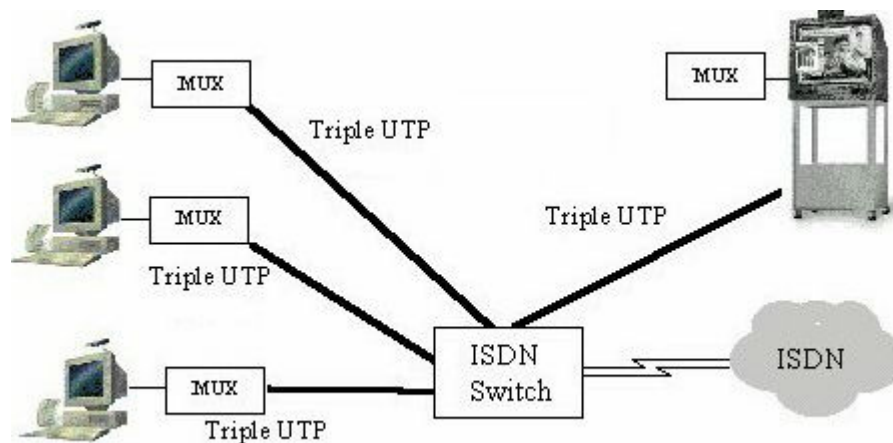 MUX
MUX
Triple UTP
MUX
Triple UTP
Triple UTP
ISDN
Switch
ISDN
MUX
Triple UTP